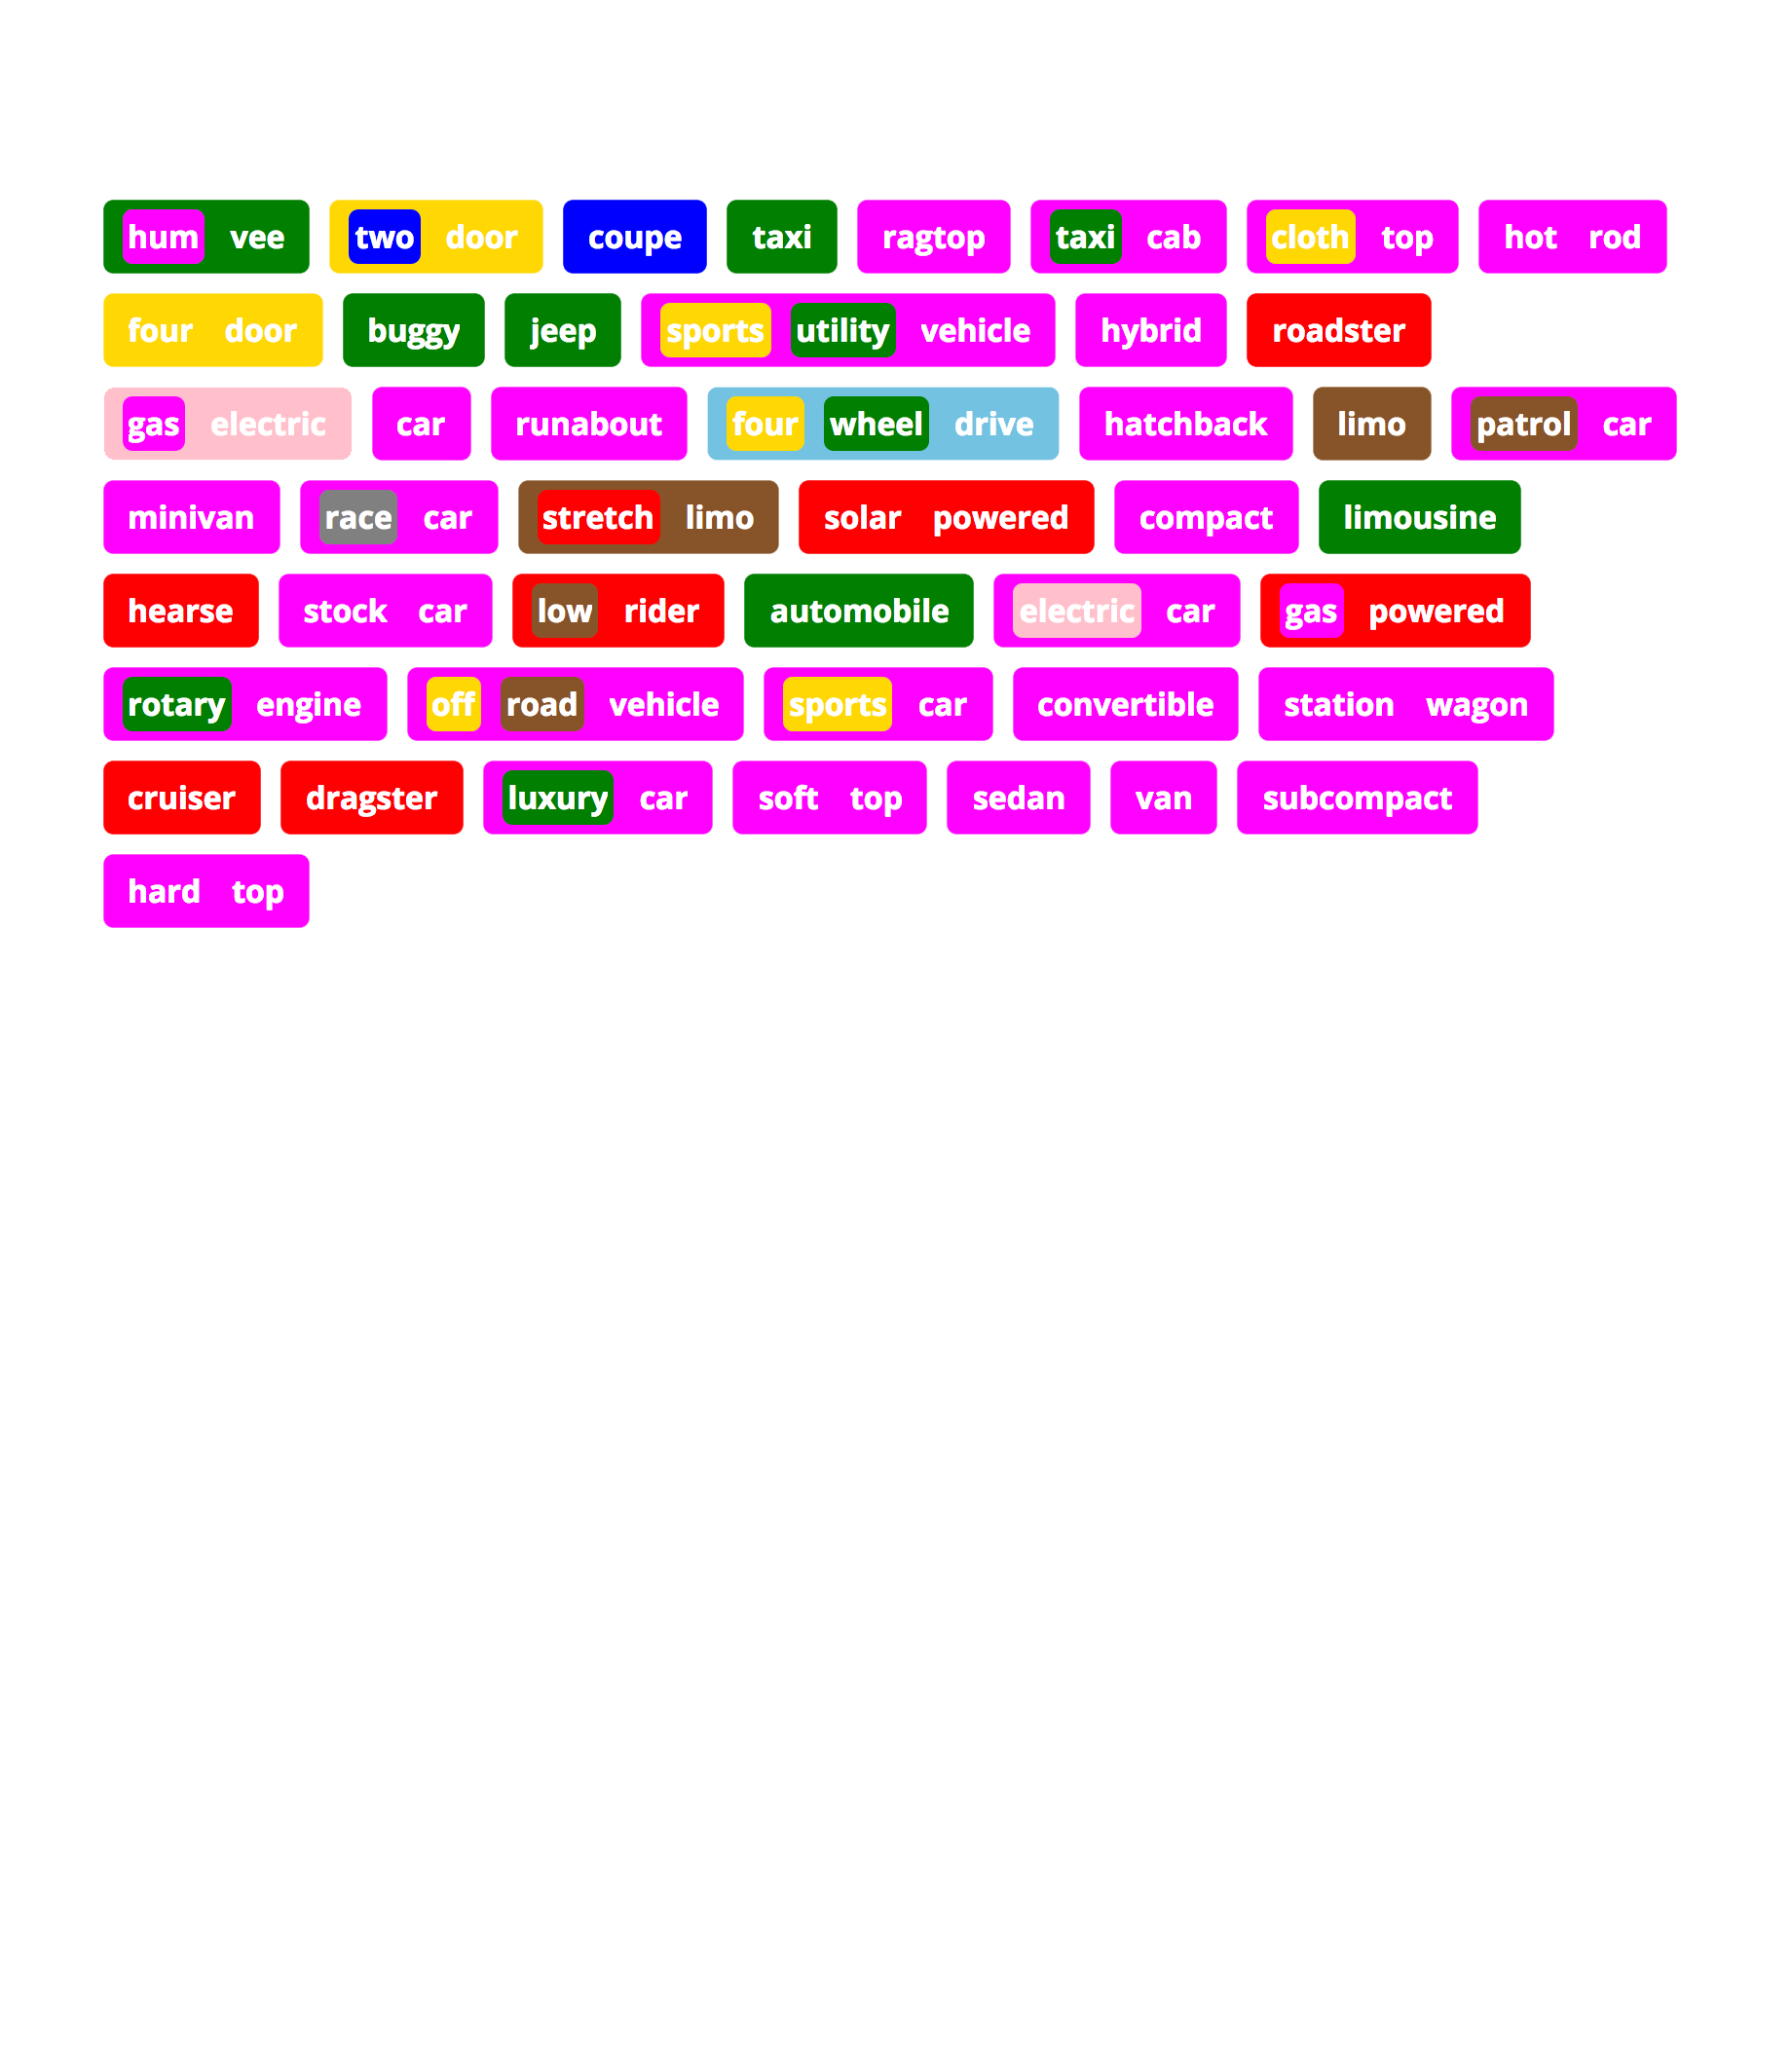 hum vee two door coupe taxi ragtop taxi cab cloth top hot rod
four door buggy jeep sports utility vehicle hybrid roadster
gas electric car runabout four wheel drive hatchback limo patrol car
minivan race car stretch limo solar powered compact limousine
hearse stock car low rider automobile electric car gas powered
rotary engine off road vehicle sports car convertible station wagon
cruiser dragster luxury car soft top sedan van subcompact
hard top